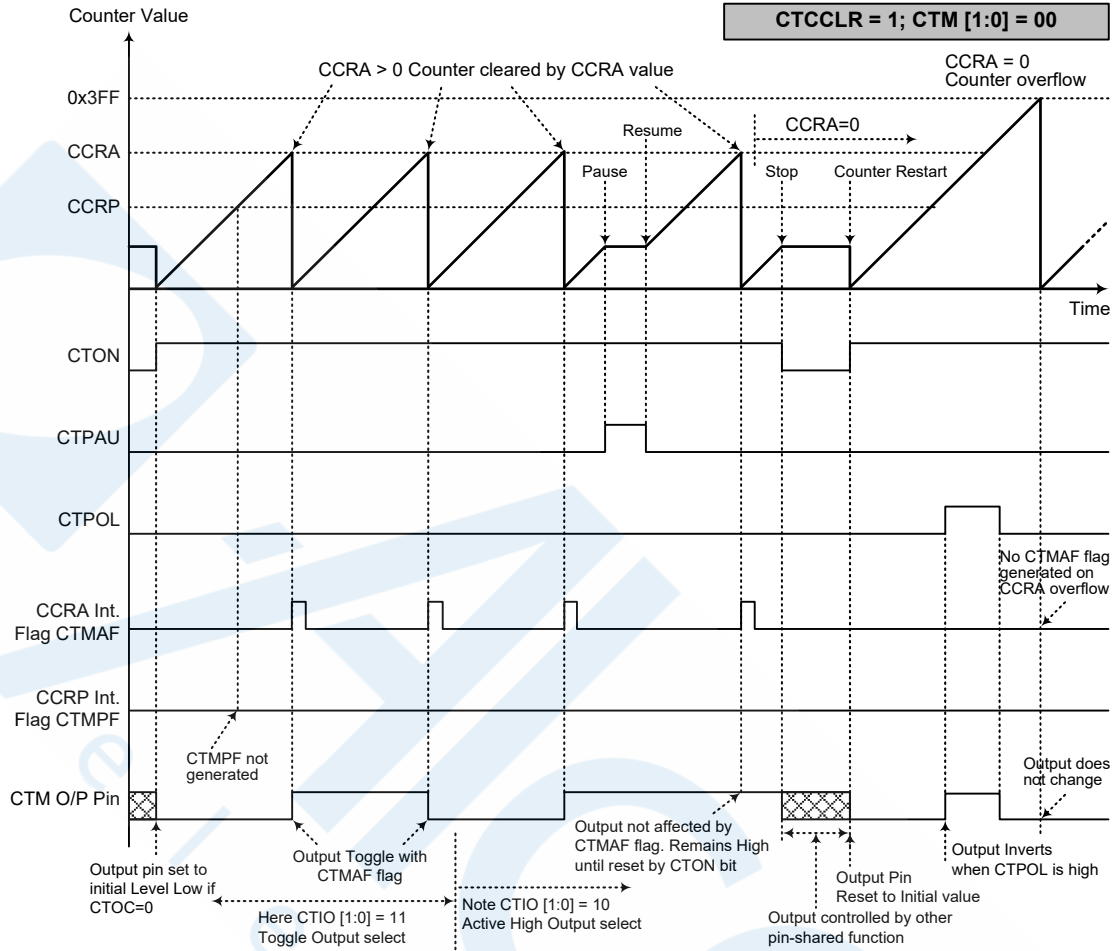 Counter Value
CTCCLR = 1; CTM [1:0] = 00
CCRA > 0 Counter cleared by CCRA value
CCRA = 0
Counter overflow
0x3FF
Resume
CCRA=0
CCRA
Pause
Stop
Counter Restart
CCRP
Time
CTON
CTPAU
CTPOL
No CTMAF flag
generated on
CCRA overflow
CCRA Int.
Flag CTMAF
CCRP Int.
Flag CTMPF
CTMPF not
generated
Output does
not change
CTM O/P Pin
Output pin set to
initial Level Low if
CTOC=0
Output Toggle with
CTMAF flag
Output not affected by
CTMAF flag. Remains High
until reset by CTON bit
Output Inverts
when CTPOL is high
Output Pin
Reset to Initial value
Here CTIO [1:0] = 11
Toggle Output select
Note CTIO [1:0] = 10
Active High Output select
Output controlled by other
pin-shared function